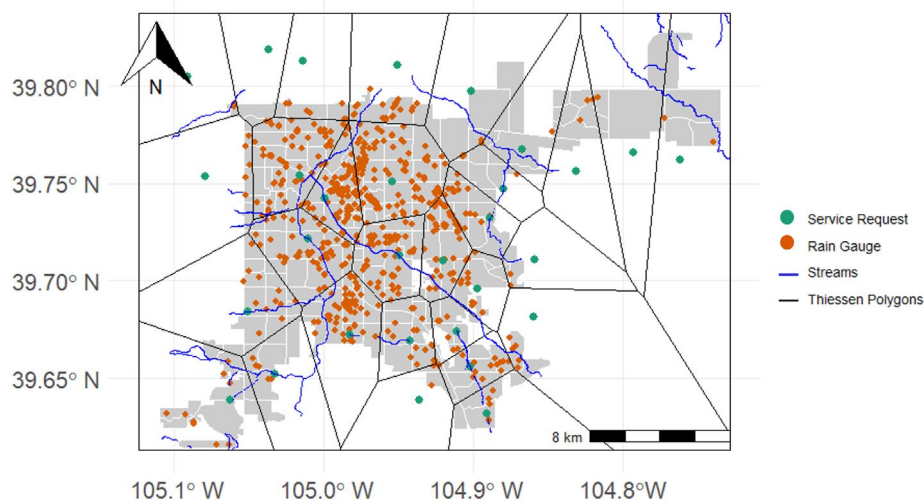 N
39.80° N
39.75° N
39.70° N
39.65° N
8 km
105.1° W 105.0° W 104.9° W 104.8° W
Service Request
Rain Gauge
Streams
Thiessen Polygons